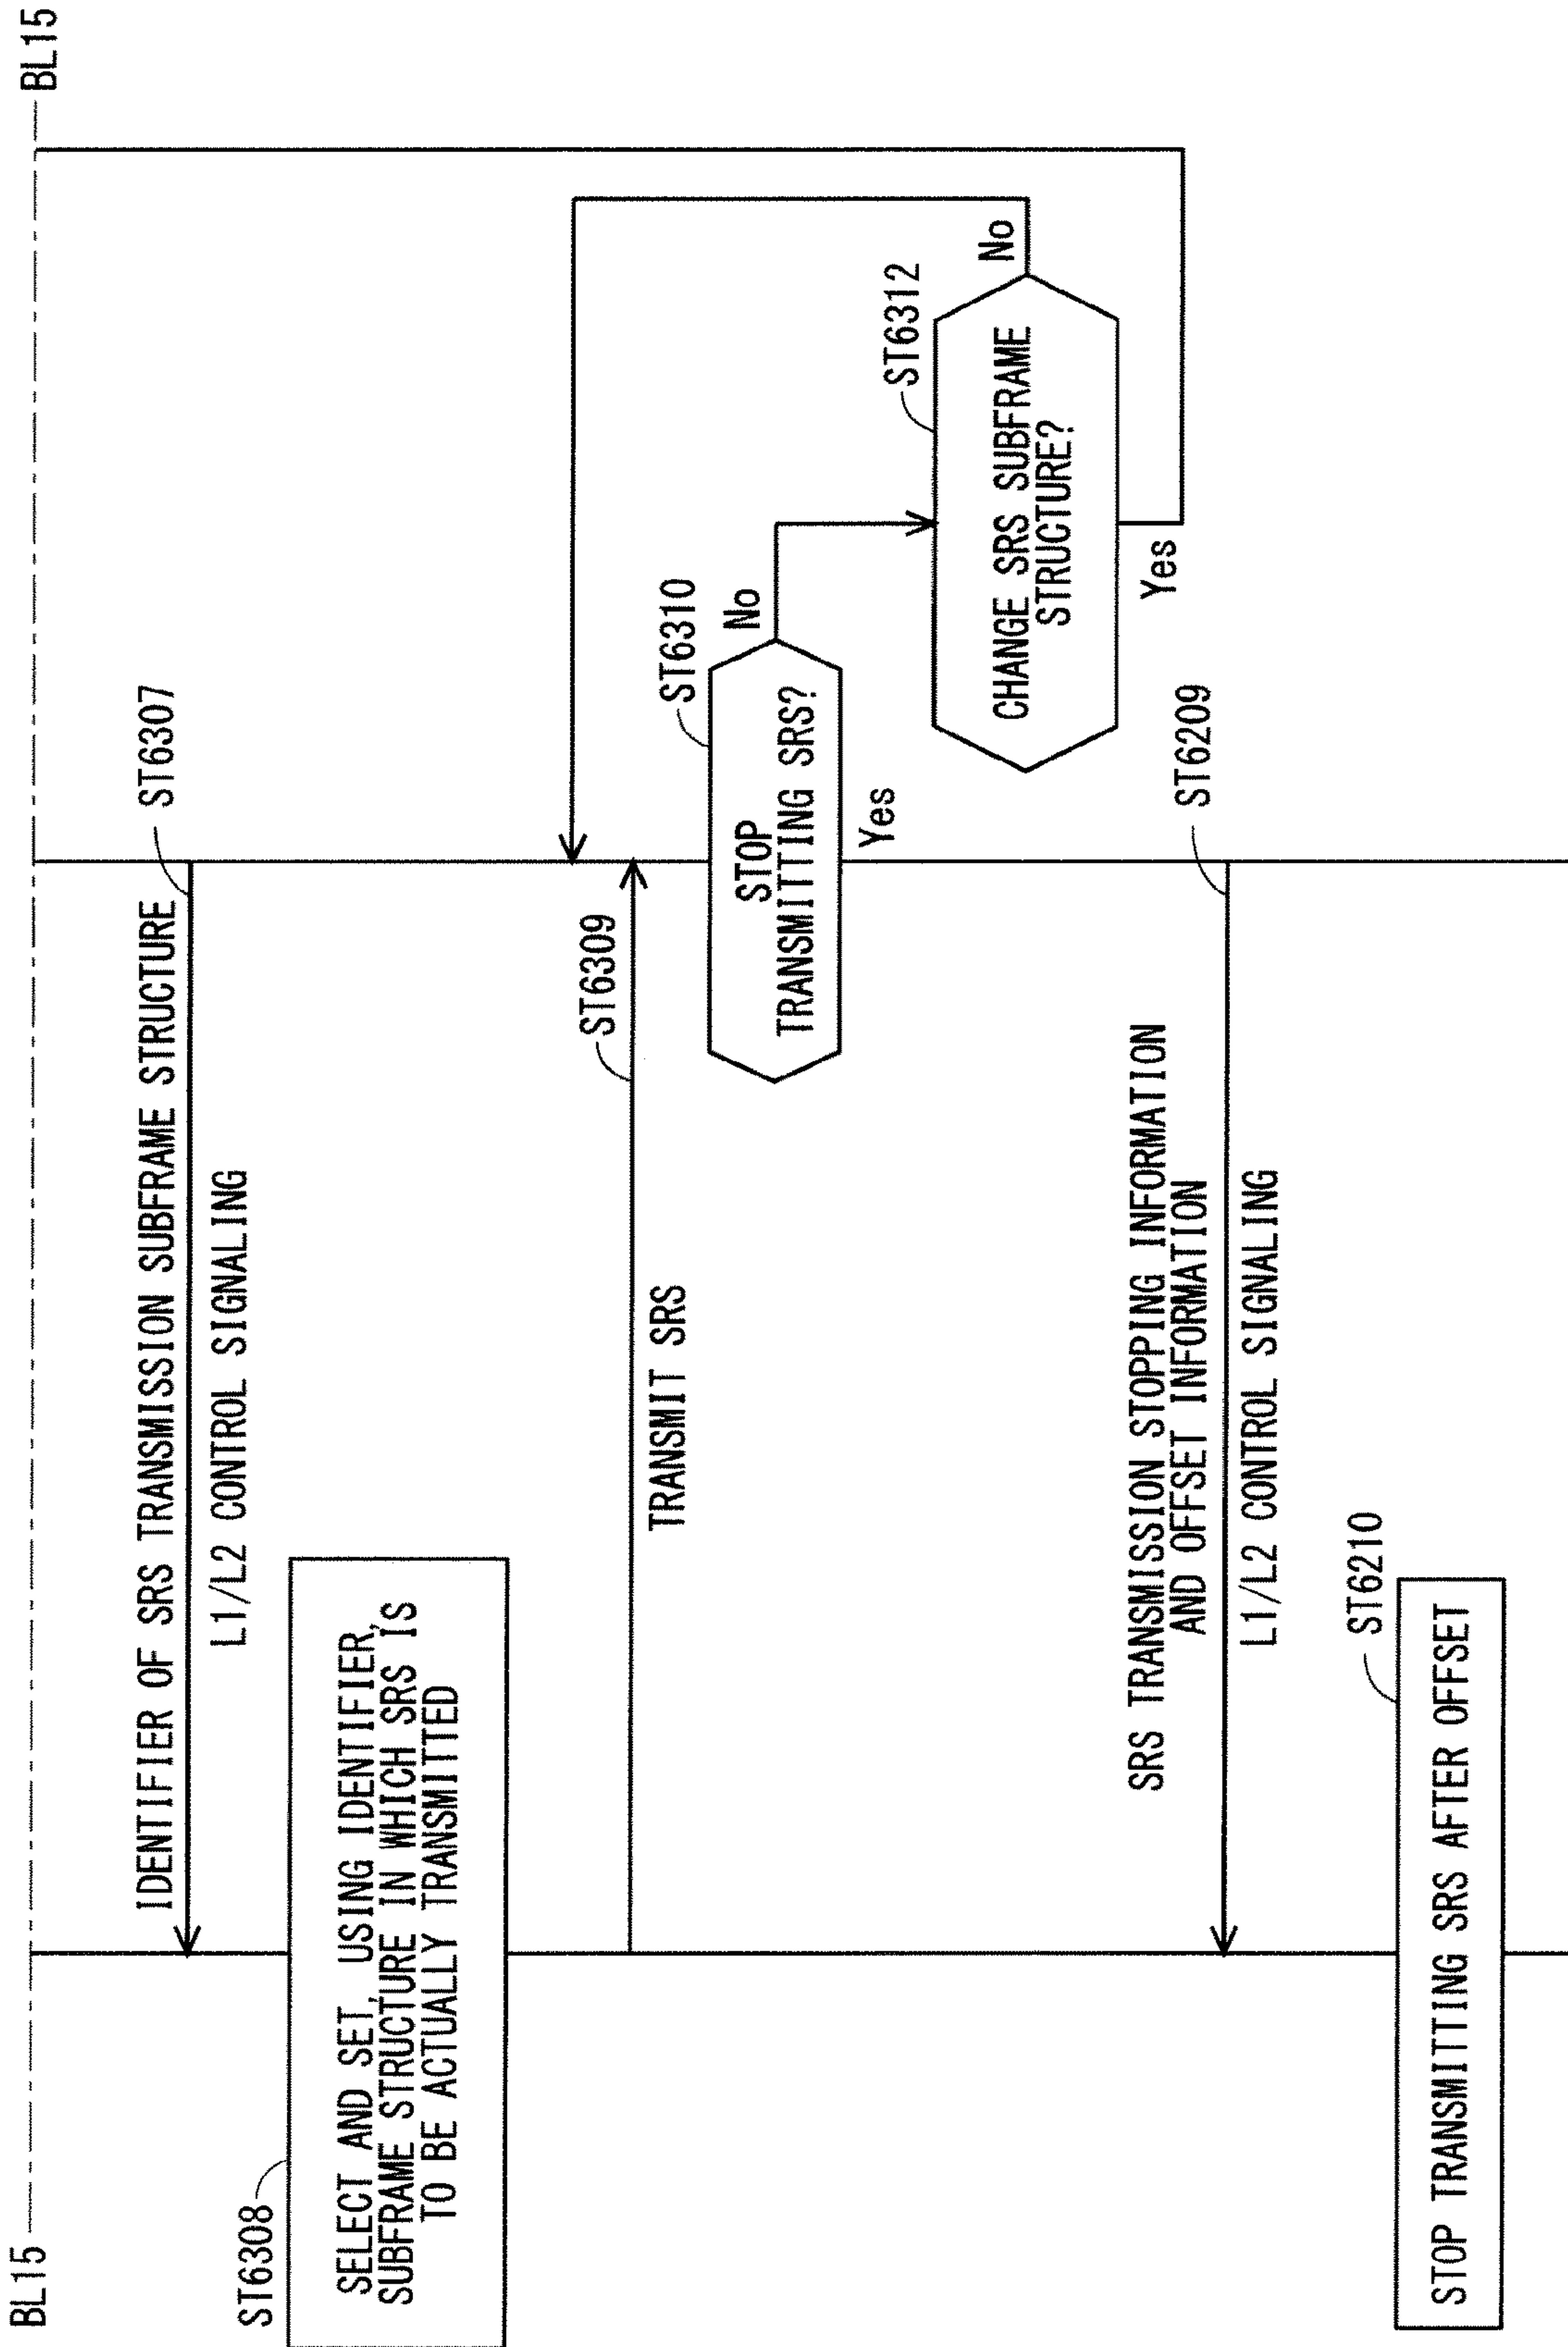 BL15
BL15
ST6307
IDENTIFIER OF SRS TRANSMISSION SUBFRAME STRUCTURE
L1/L2 CONTROL SIGNALING
ST6308
SELECT AND SET, USING IDENTIFIER,
SUBFRAME STRUCTURE IN WHICH SRS IS
TO BE ACTUALLY TRANSMITTED
ST6309
TRANSMIT SRS
ST6310
STOP
TRANSMITTING SRS?
No
Yes
ST6312
CHANGE SRS SUBFRAME
STRUCTURE?
No
Yes
SRS TRANSMISSION STOPPING INFORMATION
AND OFFSET INFORMATION
ST6209
L1/L2 CONTROL SIGNALING
ST6210
STOP TRANSMITTING SRS AFTER OFFSET